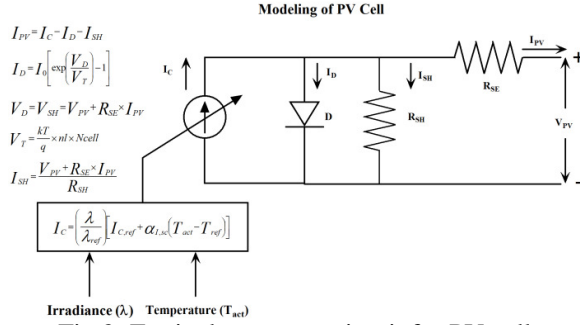 Modeling of PV Cell
I_PV = I_C - I_D - I_SH
I_D = I_0 [exp(V_D / V_T) - 1]
V_D = V_SH = V_PV + R_SE × I_PV
V_T = kT / q × nl × Ncell
I_SH = V_PV + R_SE × I_PV / R_SH
I_C
I_D
D
I_SH
R_SH
R_SE
I_PV
+
V_PV
−
I_C = (λ / λ_ref) [I_C,ref + α_I,sc (T_act - T_ref)]
Irradiance (λ) Temperature (T_act)